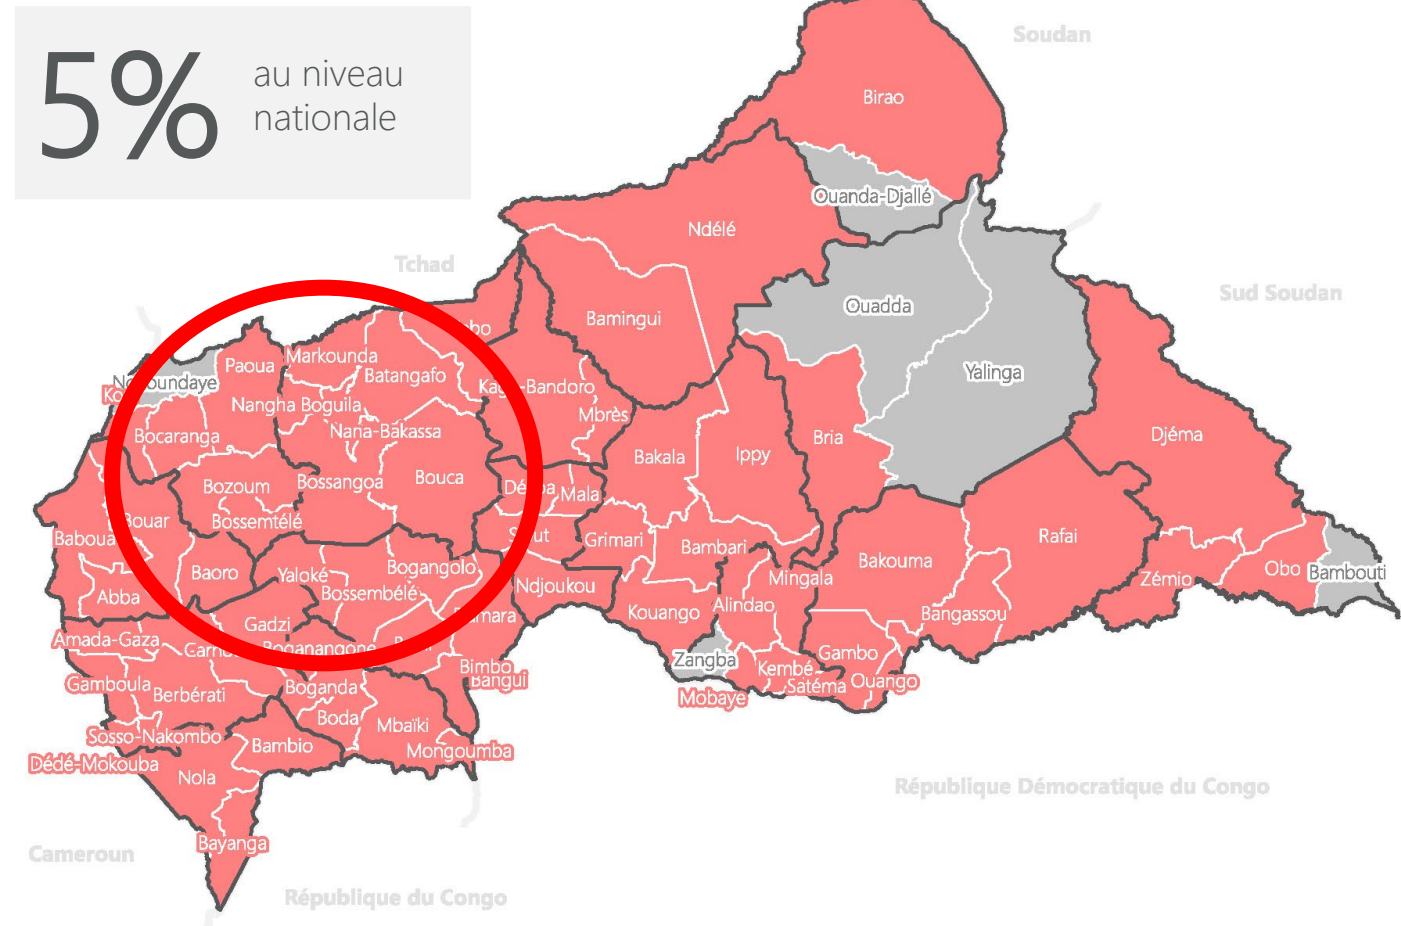 5%
au niveau
nationale
Soudan
Birao
Ouanda-Djallé
Ndélé
Tchad
Sud Soudan
Ouadda
Bamingui
Yalinga
Markounda
Paoua
Batangafo
Nangha Boguila
Mbrès
Nana-Bakassa
Bocaranga
Bria
Djéma
Ippy
Bakala
Bouca
Bossangoa
Bozoum
Mala
Bossemtélé
Bouar
Grimari
Bambari
Rafai
Bakouma
Bogangolo
Yaloké
Baoro
Bossembélé
Ndjoukou
Mingala
Zémio
Obo
Bambouti
Abba
Alindao
Kouango
Bangassou
Gadzi
Amada-Gaza
Boganangone
Gambo
Zangba
Kembé
Bimbo
Bangui
Satéma
Ouango
Gamboula
Berbérati
Boganda
Mobaye
Boda
Mbaïki
Sosso-Nakombo
Bambio
Mongoumba
Dédé-Mokouba
Nola
République Démocratique du Congo
Bayanga
Cameroun
République du Congo